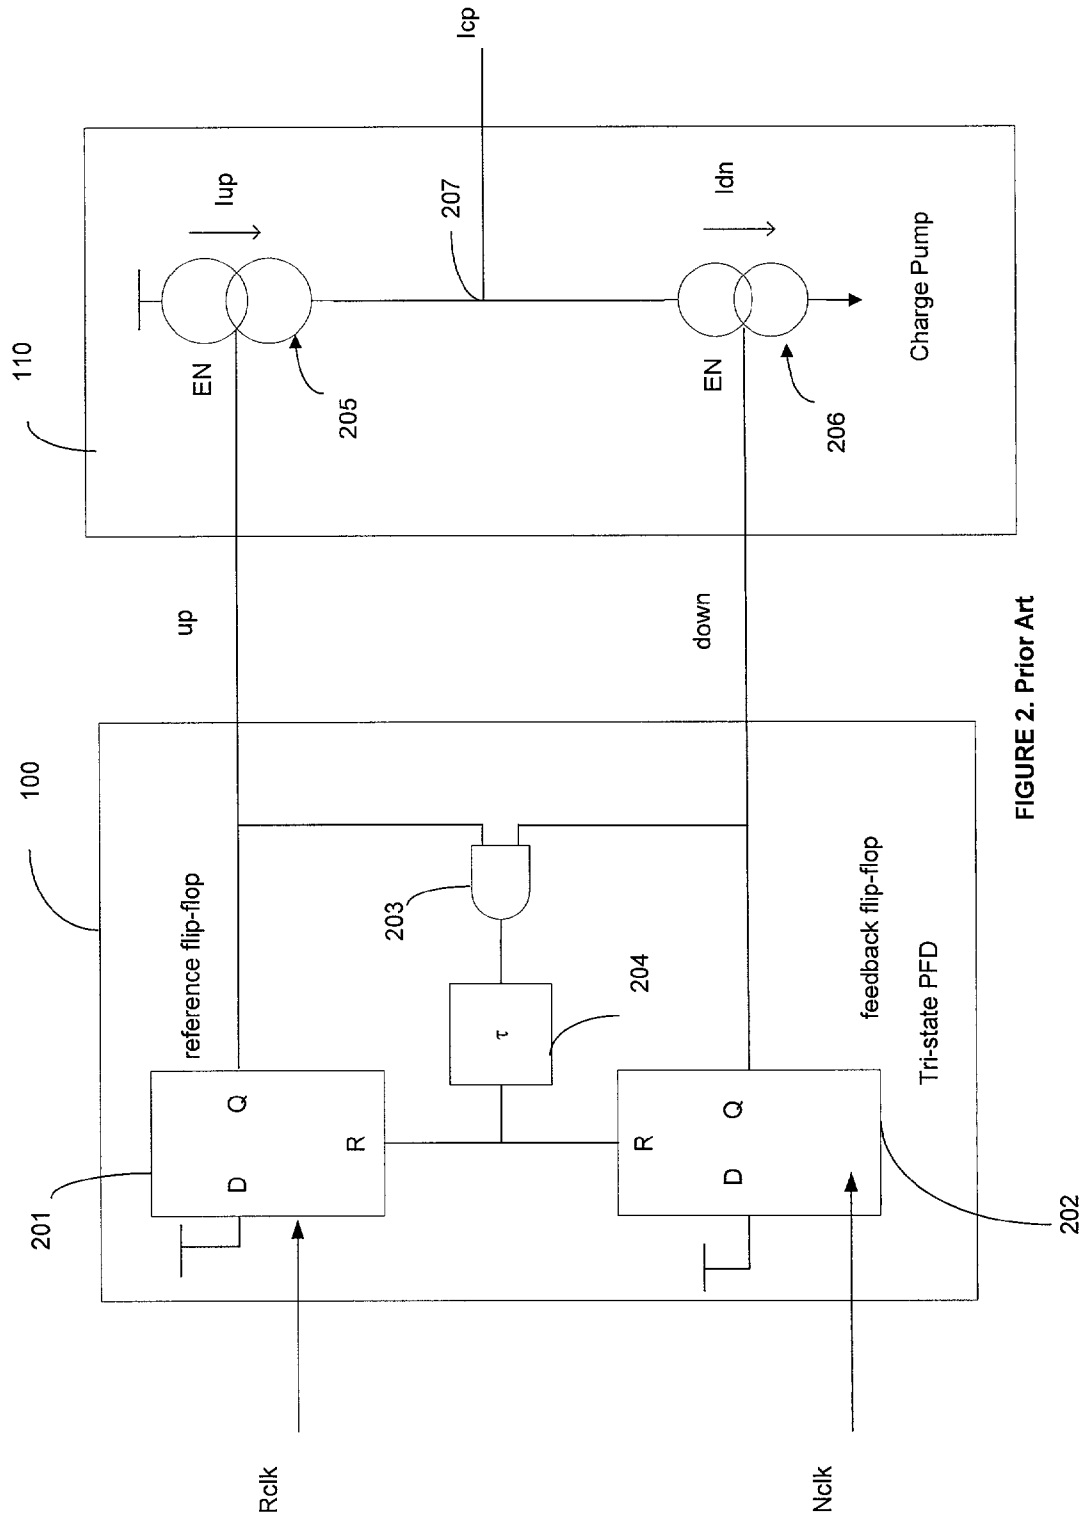 100
110
reference flip-flop
up
Iup
201
D
Q
R
EN
205
203
207
Icp
204
τ
Rclk
R
D
Q
down
EN
Idn
206
feedback flip-flop
Tri-state PFD
Charge Pump
Nclk
202
FIGURE 2. Prior Art